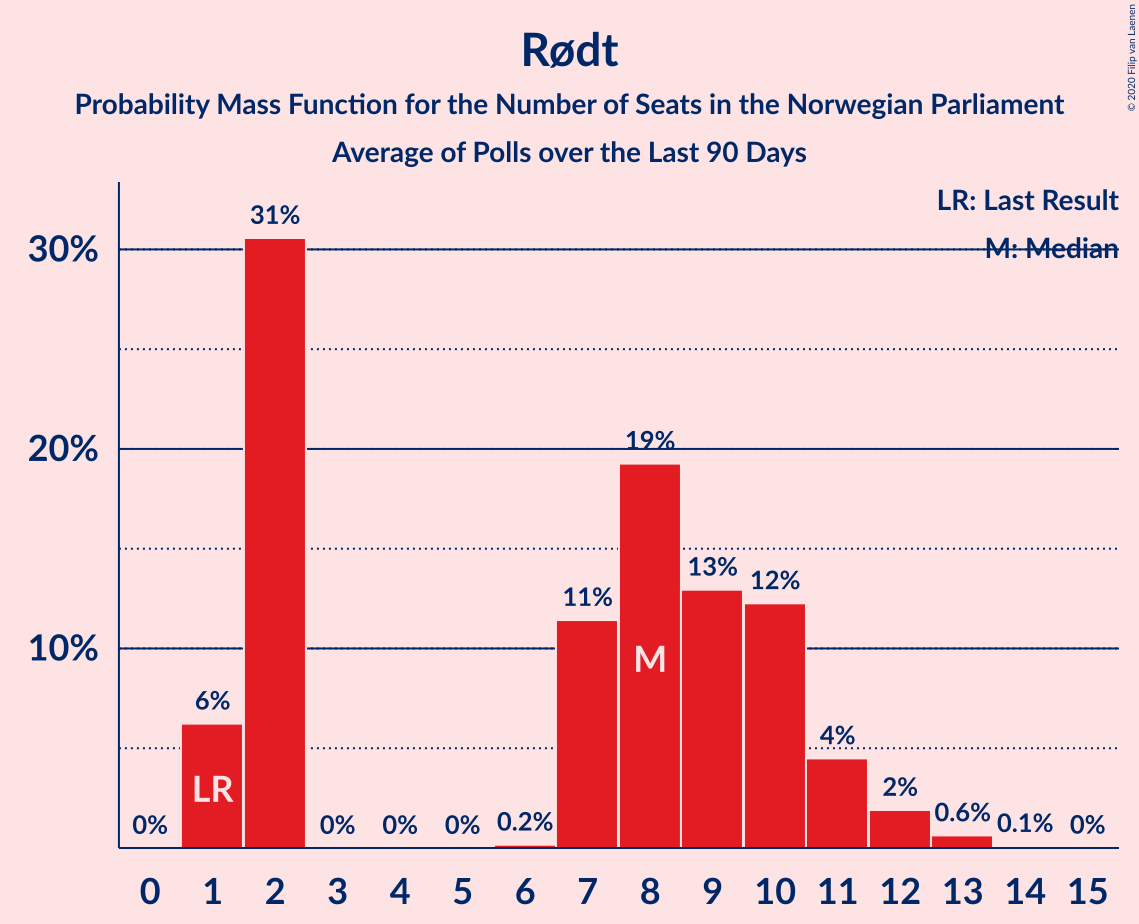 Rødt
Probability Mass Function for the Number of Seats in the Norwegian Parliament
Average of Polls over the Last 90 Days
© 2020 Filip van Laenen
LR: Last Result
M: Median
30%
20%
10%
0%
6%
31%
0%
0%
0%
0.2%
11%
19%
13%
12%
4%
2%
0.6%
0.1%
0%
LR
M
0 1 2 3 4 5 6 7 8 9 10 11 12 13 14 15